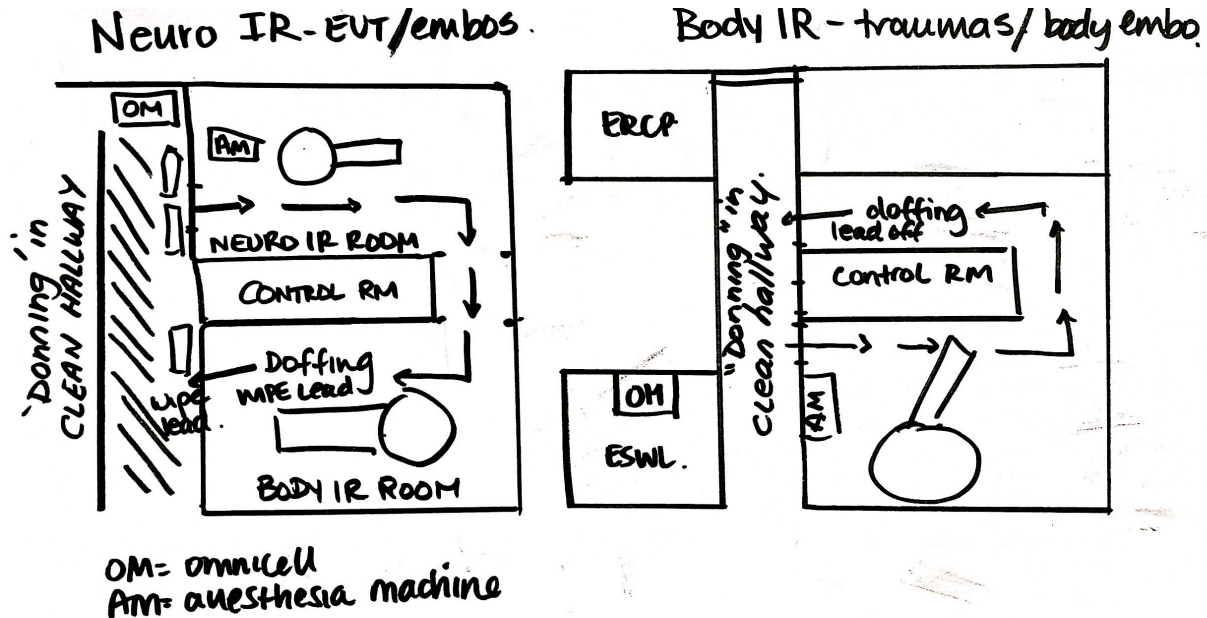 Neuro IR-EVT/embos.
OM
AM
"Donning" in
CLEAN HALLWAY
NEURO IR ROOM
CONTROL RM
Doffing
WIPE Lead
wipe
lead.
BODY IR ROOM
OM= omnicell
AM= anesthesia machine
Body IR - traumas/body embo.
ERCP
"Donning" in
Clean hallway.
doffing
lead off
Control RM
OM
ESWL.
AM